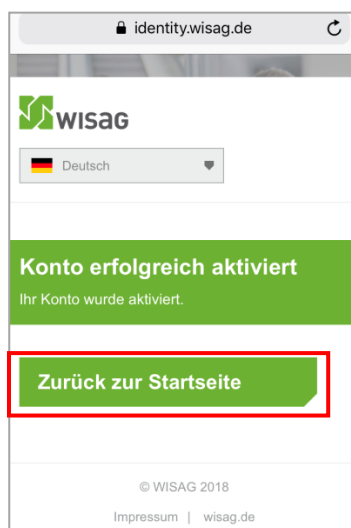 identity.wisag.de
WISAG
Deutsch
Konto erfolgreich aktiviert
Ihr Konto wurde aktiviert.
Zurück zur Startseite
© WISAG 2018
Impressum | wisag.de